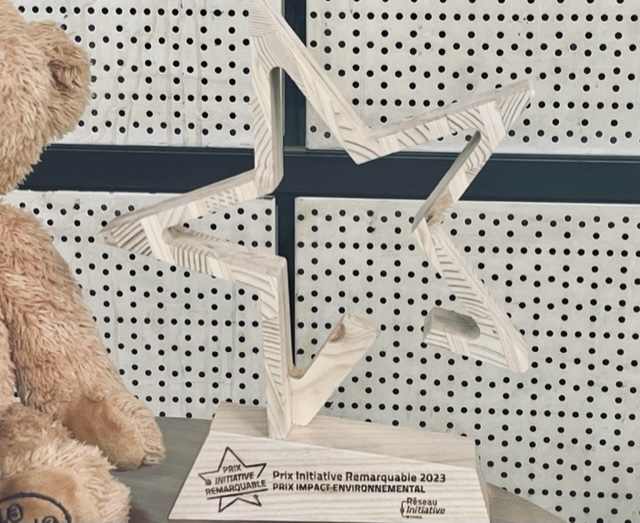 PRIX
INITIATIVE
REMARQUABLE
Prix Initiative Remarquable 2023
PRIX IMPACT ENVIRONNEMENTAL
Réseau
Initiative